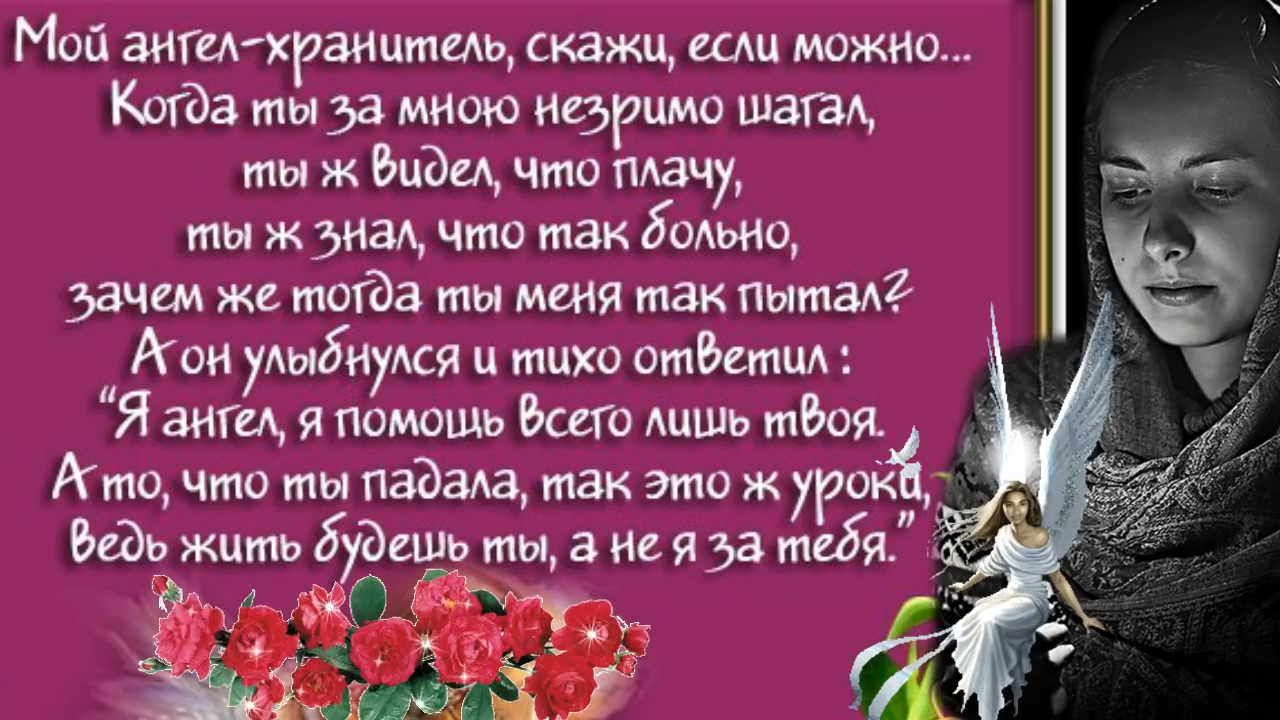 Мой ангел-хранитель, скажи, если можно...
Когда ты за мною незримо шагал,
ты ж видел, что плачу,
ты ж знал, что так больно,
зачем же тогда ты меня так пытал?
А он улыбнулся и тихо ответил :
“Я ангел, я помощь всего лишь твоя.
А то, что ты падала, так это ж уроки,
ведь жить будешь ты, а не я за тебя.”